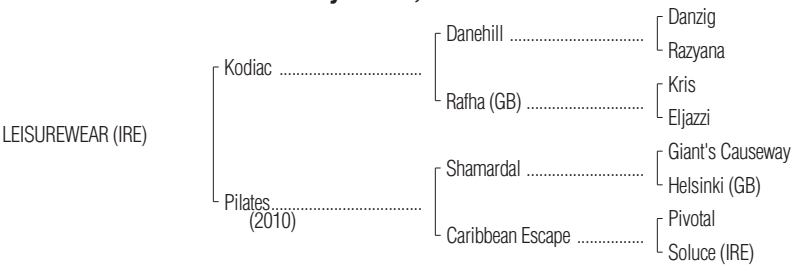 Danzig
Danehill ................................
Razyana
Kodiac ..................................
Kris
Rafha (GB) ............................
Eljazzi
LEISUREWEAR (IRE)
Giant's Causeway
Shamardal ............................
Helsinki (GB)
Pilates....................................
(2010)
Pivotal
Caribbean Escape ................
Soluce (IRE)